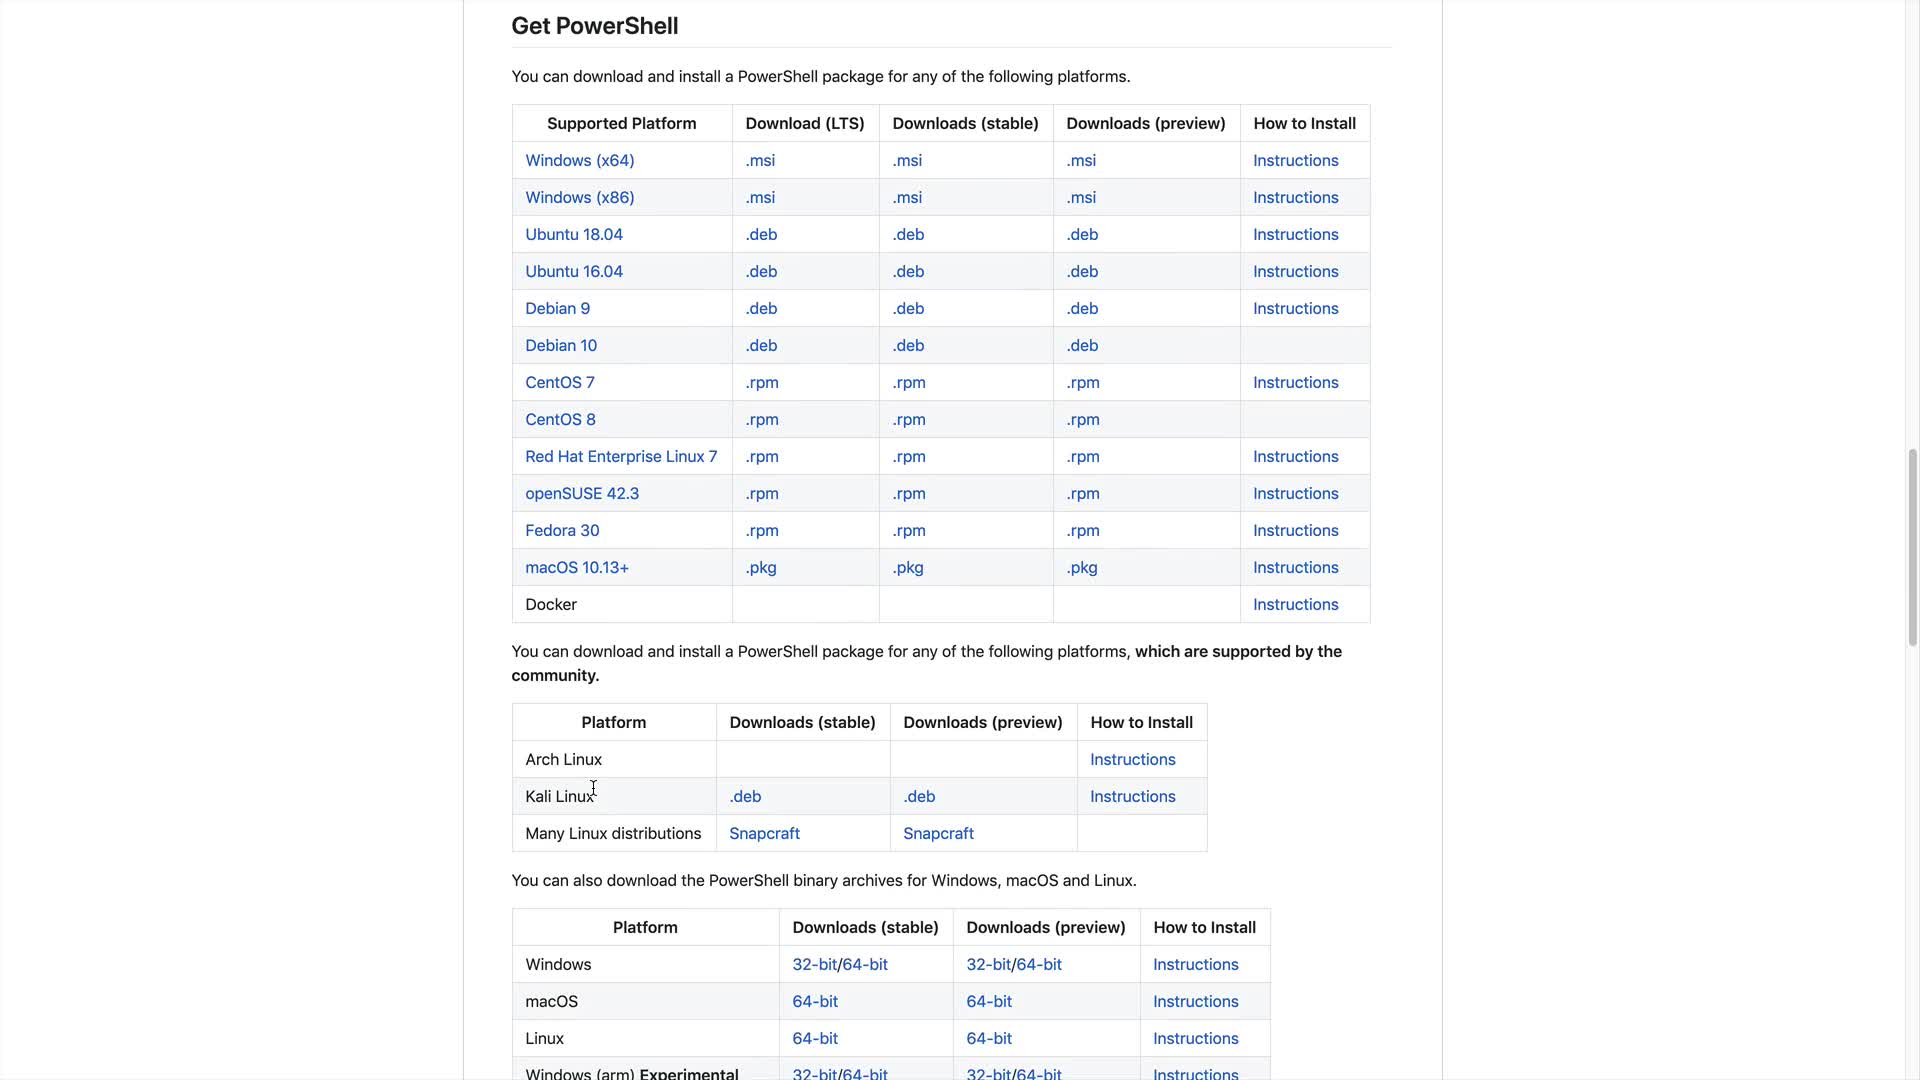 Get PowerShell
You can download and install a PowerShell package for any of the following platforms.
Supported Platform Download (LTS) Downloads (stable) Downloads (preview) How to Install
Windows (x64) .msi .msi .msi Instructions
Windows (x86) .msi .msi .msi Instructions
Ubuntu 18.04 .deb .deb .deb Instructions
Ubuntu 16.04 .deb .deb .deb Instructions
Debian 9 .deb .deb .deb Instructions
Debian 10 .deb .deb .deb
CentOS 7 .rpm .rpm .rpm Instructions
CentOS 8 .rpm .rpm .rpm
Red Hat Enterprise Linux 7 .rpm .rpm .rpm Instructions
openSUSE 42.3 .rpm .rpm .rpm Instructions
Fedora 30 .rpm .rpm .rpm Instructions
macOS 10.13+ .pkg .pkg .pkg Instructions
Docker Instructions
You can download and install a PowerShell package for any of the following platforms, which are supported by the
community.
Platform Downloads (stable) Downloads (preview) How to Install
Arch Linux Instructions
Kali Linux .deb .deb Instructions
Many Linux distributions Snapcraft Snapcraft
You can also download the PowerShell binary archives for Windows, macOS and Linux.
Platform Downloads (stable) Downloads (preview) How to Install
Windows 32-bit/64-bit 32-bit/64-bit Instructions
macOS 64-bit 64-bit Instructions
Linux 64-bit 64-bit Instructions
Windows (arm) Experimental 32-bit/64-bit 32-bit/64-bit Instructions